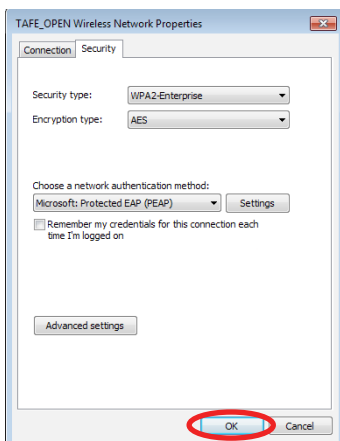 TAFE_OPEN Wireless Network Properties
Connection Security
Security type: WPA2-Enterprise
Encryption type: AES
Choose a network authentication method:
Microsoft: Protected EAP (PEAP) Settings
Remember my credentials for this connection each
time I'm logged on
Advanced settings
OK Cancel